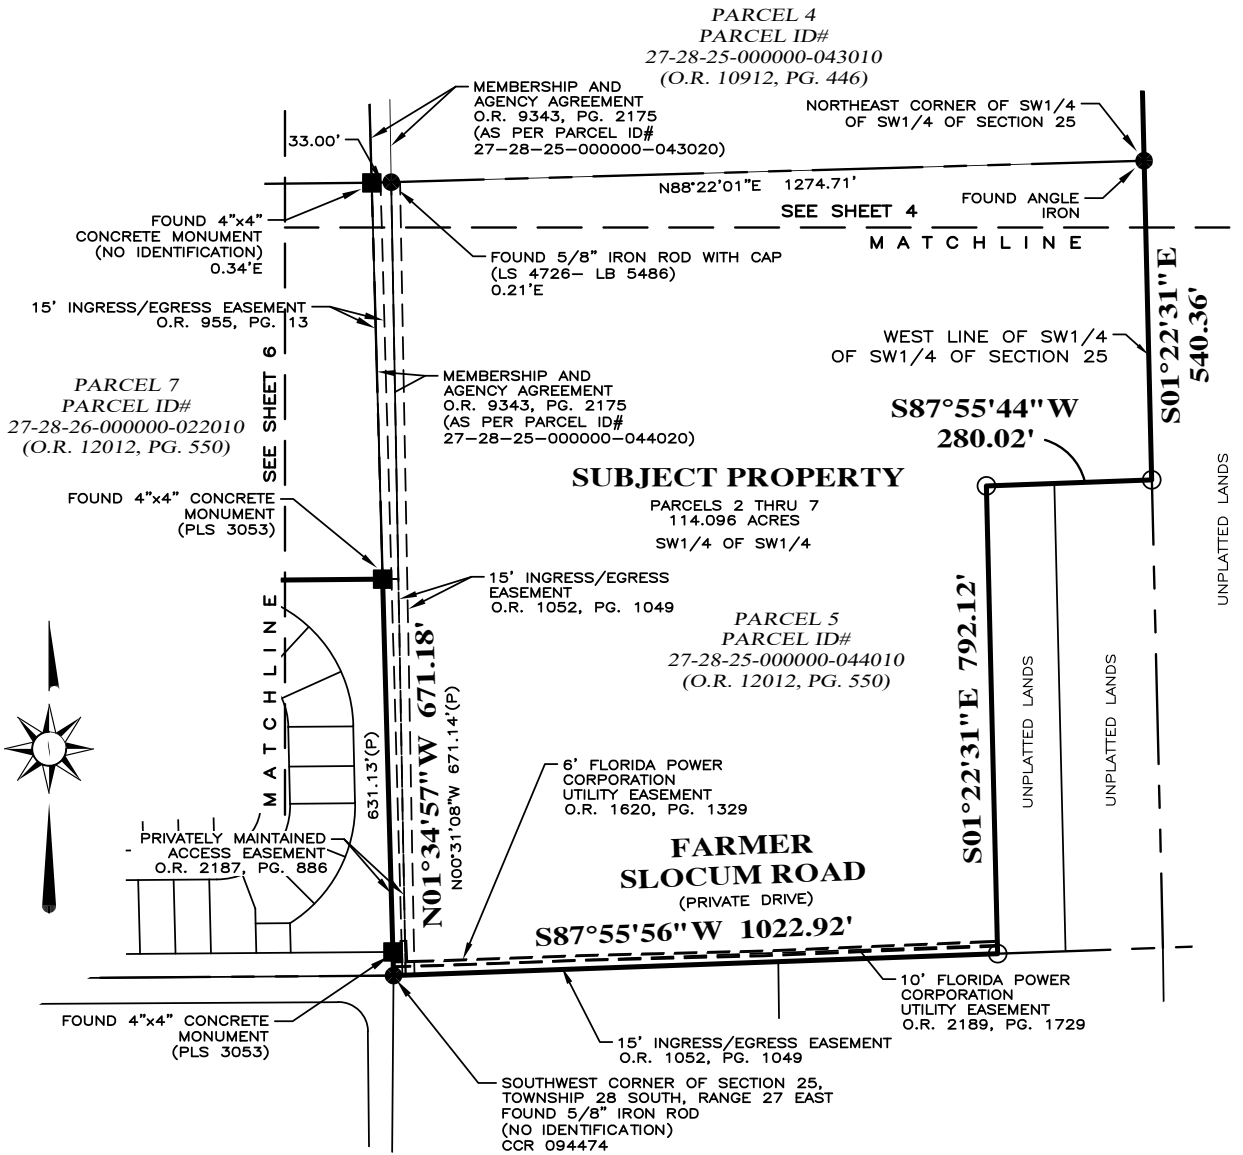 PARCEL 4
PARCEL ID#
27-28-25-000000-043010
(O.R. 10912, PG. 446)
MEMBERSHIP AND
AGENCY AGREEMENT
O.R. 9343, PG. 2175
(AS PER PARCEL ID#
27-28-25-000000-043020)
NORTHEAST CORNER OF SW1/4
OF SW1/4 OF SECTION 25
33.00'
N88°22'01"E 1274.71'
SEE SHEET 4
MATCHLINE
FOUND ANGLE
IRON
FOUND 4"x4"
CONCRETE MONUMENT
(NO IDENTIFICATION)
0.34'E
FOUND 5/8" IRON ROD WITH CAP
(LS 4726- LB 5486)
0.21'E
15' INGRESS/EGRESS EASEMENT
O.R. 955, PG. 13
S01°22'31"E
540.36'
WEST LINE OF SW1/4
OF SW1/4 OF SECTION 25
SEE SHEET 6
PARCEL 7
PARCEL ID#
27-28-26-000000-022010
(O.R. 12012, PG. 550)
MEMBERSHIP AND
AGENCY AGREEMENT
O.R. 9343, PG. 2175
(AS PER PARCEL ID#
27-28-25-000000-044020)
S87°55'44"W
280.02'
SUBJECT PROPERTY
PARCELS 2 THRU 7
114.096 ACRES
SW1/4 OF SW1/4
UNPLATTED LANDS
FOUND 4"x4" CONCRETE
MONUMENT
(PLS 3053)
15' INGRESS/EGRESS
EASEMENT
O.R. 1052, PG. 1049
PARCEL 5
PARCEL ID#
27-28-25-000000-044010
(O.R. 12012, PG. 550)
MATCHLINE
631.13'(P)
N01°34'57"W 671.18'
N00°31'08"W 671.14'(P)
S01°22'31"E 792.12'
UNPLATTED LANDS
UNPLATTED LANDS
6' FLORIDA POWER
CORPORATION
UTILITY EASEMENT
O.R. 1620, PG. 1329
PRIVATELY MAINTAINED
ACCESS EASEMENT
O.R. 2187, PG. 886
FARMER
SLOCUM ROAD
(PRIVATE DRIVE)
S87°55'56"W 1022.92'
10' FLORIDA POWER
CORPORATION
UTILITY EASEMENT
O.R. 2189, PG. 1729
FOUND 4"x4" CONCRETE
MONUMENT
(PLS 3053)
15' INGRESS/EGRESS EASEMENT
O.R. 1052, PG. 1049
SOUTHWEST CORNER OF SECTION 25,
TOWNSHIP 28 SOUTH, RANGE 27 EAST
FOUND 5/8" IRON ROD
(NO IDENTIFICATION)
CCR 094474